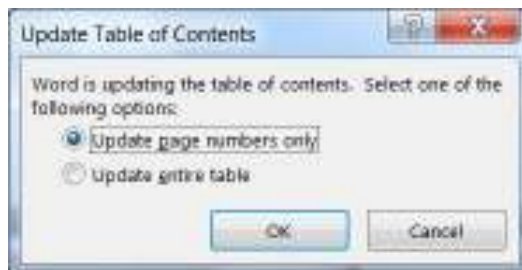 Update Table of Contents
Word is updating the table of contents. Select one of the
following options:
Update page numbers only
Update entire table
OK
Cancel